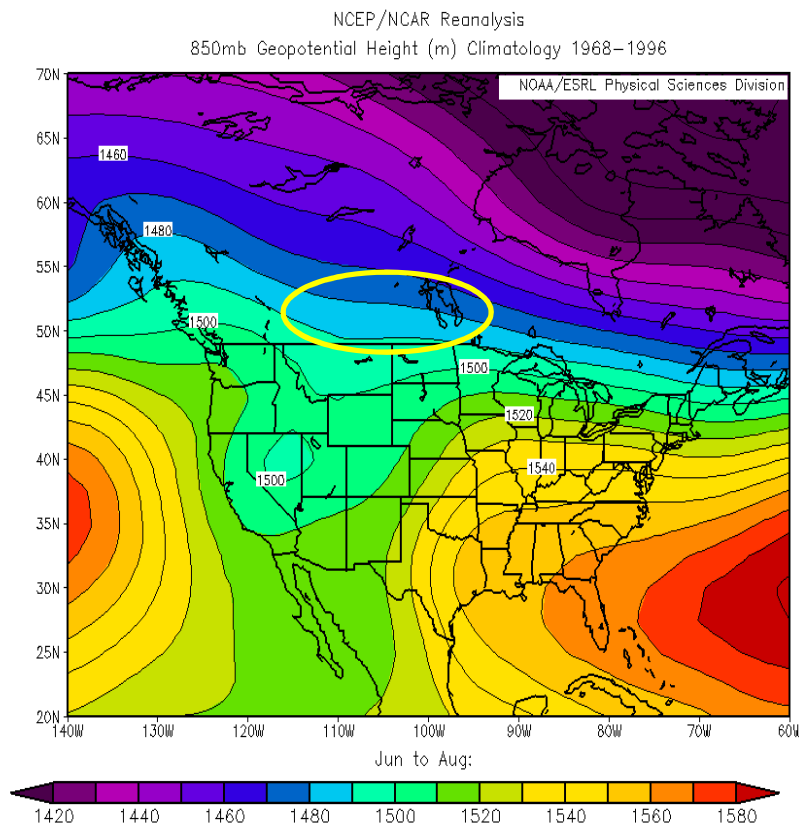 NCEP/NCAR Reanalysis
850mb Geopotential Height (m) Climatology 1968–1996
NOAA/ESRL Physical Sciences Division
70N
65N
1460
60N
1480
55N
1500
50N
1500
45N
1520
1540
40N
1500
35N
30N
25N
20N
140W 130W 120W 110W 100W 90W 80W 70W 60W
Jun to Aug:
1420 1440 1460 1480 1500 1520 1540 1560 1580